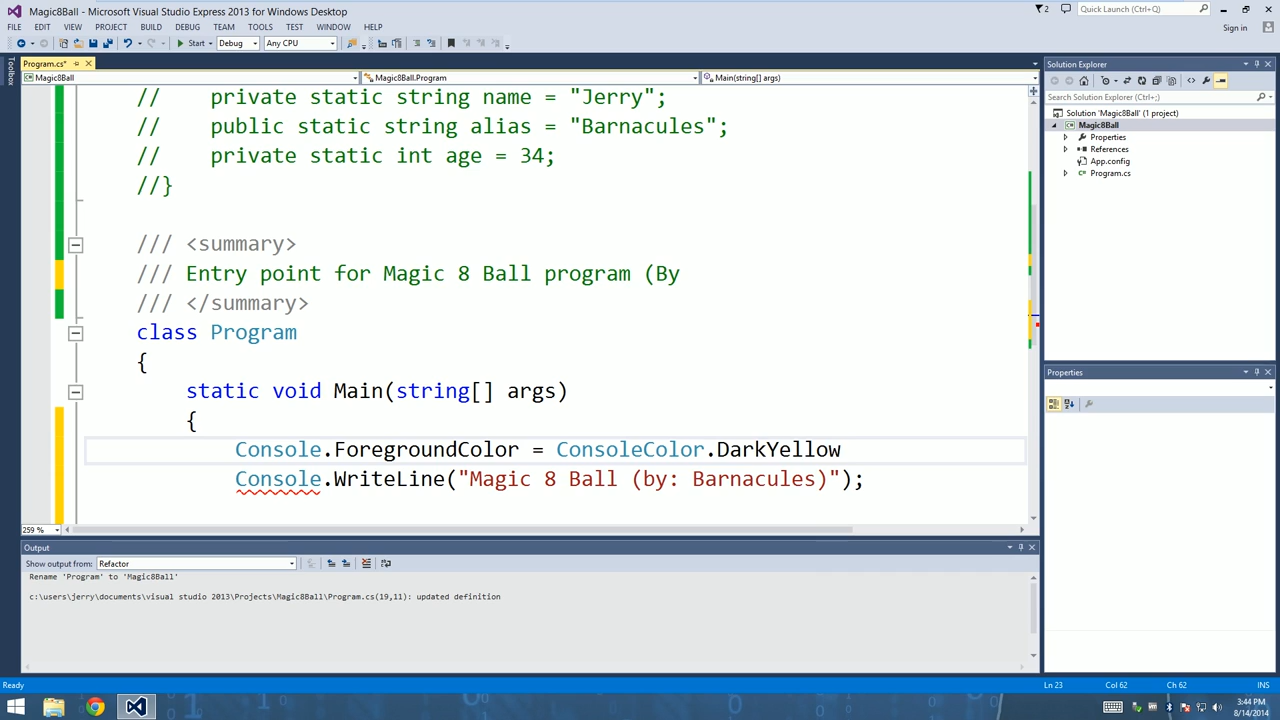 Magic8Ball - Microsoft Visual Studio Express 2013 for Windows Desktop
2
Quick Launch (Ctrl+Q)
FILE EDIT VIEW PROJECT BUILD DEBUG TEAM TOOLS TEST WINDOW HELP
Sign in
Start Debug Any CPU
Toolbox
Program.cs*
Magic8Ball
Magic8Ball.Program
Main(string[] args)
// private static string name = "Jerry";
// public static string alias = "Barnacules";
// private static int age = 34;
//}
/// <summary>
/// Entry point for Magic 8 Ball program (By
/// </summary>
class Program
{
static void Main(string[] args)
{
Console.ForegroundColor = ConsoleColor.DarkYellow
Console.WriteLine("Magic 8 Ball (by: Barnacules)");
259 %
Output
Show output from: Refactor
Rename 'Program' to 'Magic8Ball'
c:\users\jerry\documents\visual studio 2013\Projects\Magic8Ball\Program.cs(19,11): updated definition
Solution Explorer
Search Solution Explorer (Ctrl+;)
Solution 'Magic8Ball' (1 project)
Magic8Ball
Properties
References
App.config
Program.cs
Properties
Ready
Ln 23
Col 62
Ch 62
INS
3:44 PM
8/14/2014